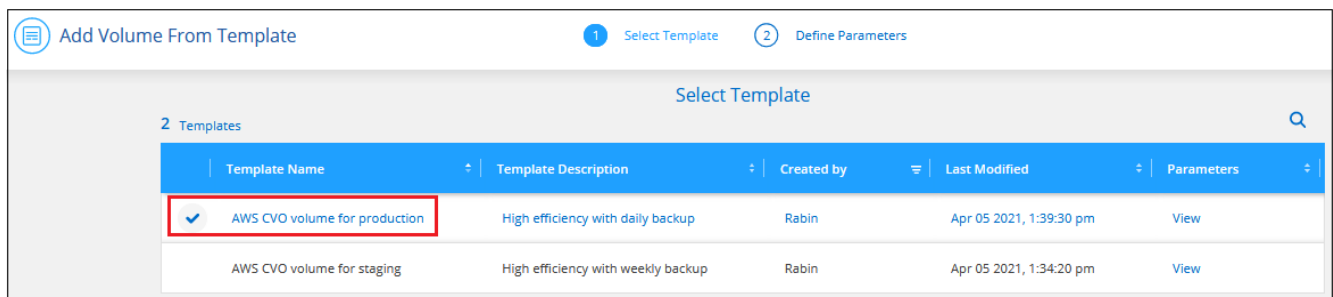 Add Volume From Template
1 Select Template 2 Define Parameters
Select Template
2 Templates
Template Name Template Description Created by Last Modified Parameters
AWS CVO volume for production High efficiency with daily backup Rabin Apr 05 2021, 1:39:30 pm View
AWS CVO volume for staging High efficiency with weekly backup Rabin Apr 05 2021, 1:34:20 pm View